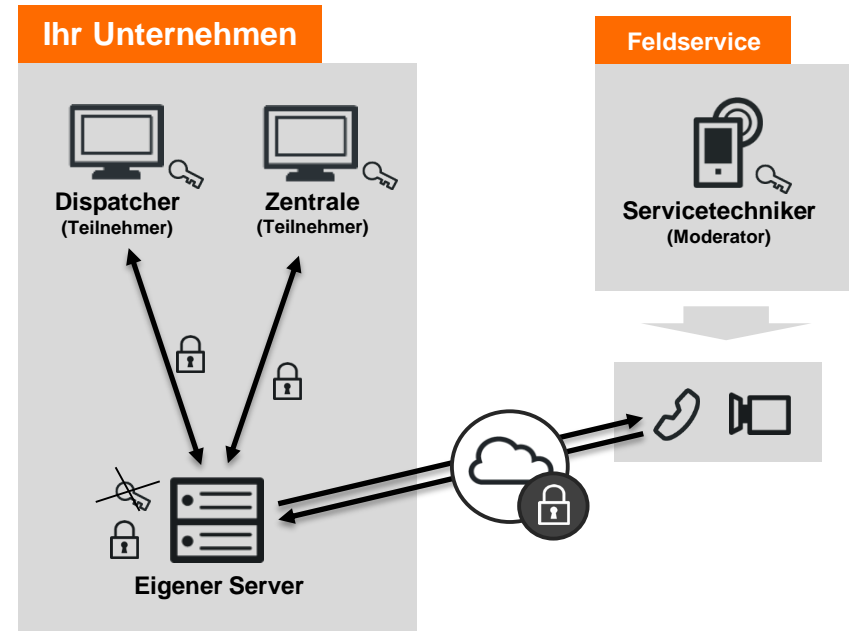 Ihr Unternehmen
Dispatcher
(Teilnehmer)
Zentrale
(Teilnehmer)
Eigener Server
Feldservice
Servicetechniker
(Moderator)